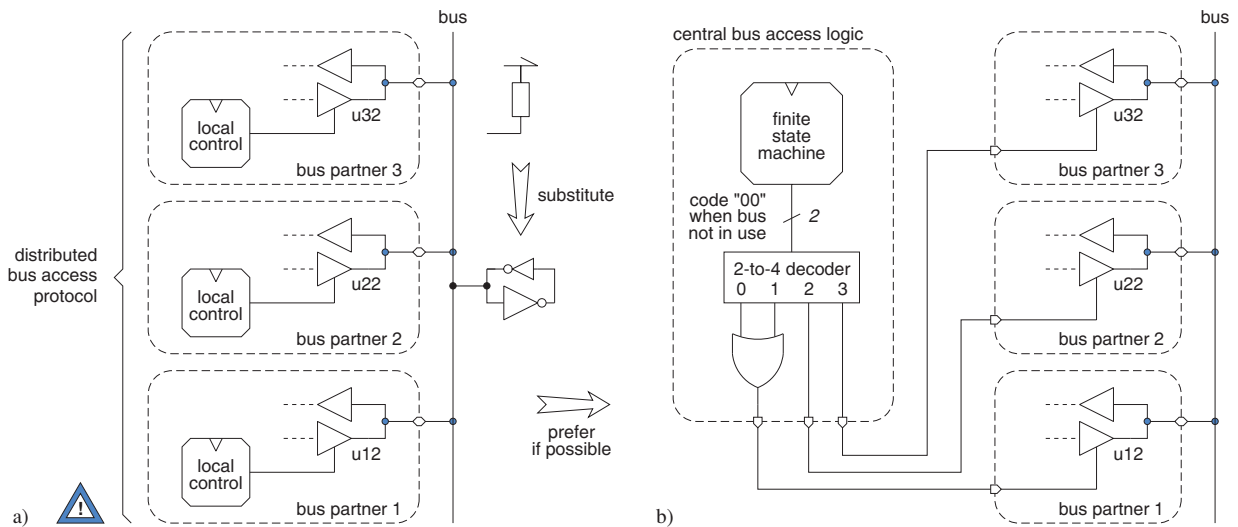 bus
local
control
u32
bus partner 3
substitute
distributed
bus access
protocol
local
control
u22
bus partner 2
local
control
u12
bus partner 1
prefer
if possible
!
a)
central bus access logic
bus
finite
state
machine
code "00"
when bus
not in use
2
2-to-4 decoder
0 1 2 3
u32
bus partner 3
u22
bus partner 2
u12
bus partner 1
b)